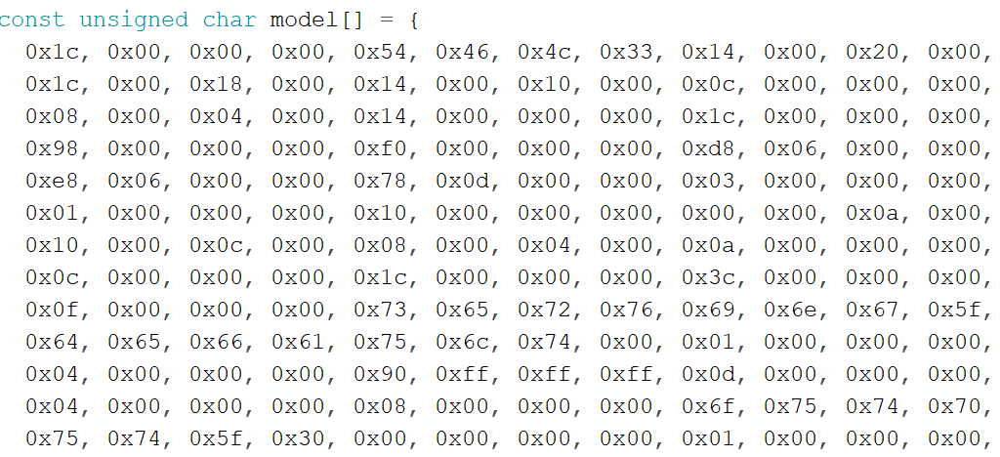 const unsigned char model[] = {
0x1c, 0x00, 0x00, 0x00, 0x54, 0x46, 0x4c, 0x33, 0x14, 0x00, 0x20, 0x00,
0x1c, 0x00, 0x18, 0x00, 0x14, 0x00, 0x10, 0x00, 0x0c, 0x00, 0x00, 0x00,
0x08, 0x00, 0x04, 0x00, 0x14, 0x00, 0x00, 0x00, 0x1c, 0x00, 0x00, 0x00,
0x98, 0x00, 0x00, 0x00, 0xf0, 0x00, 0x00, 0x00, 0xd8, 0x06, 0x00, 0x00,
0xe8, 0x06, 0x00, 0x00, 0x78, 0x0d, 0x00, 0x00, 0x03, 0x00, 0x00, 0x00,
0x01, 0x00, 0x00, 0x00, 0x10, 0x00, 0x00, 0x00, 0x00, 0x00, 0x0a, 0x00,
0x10, 0x00, 0x0c, 0x00, 0x08, 0x00, 0x04, 0x00, 0x0a, 0x00, 0x00, 0x00,
0x0c, 0x00, 0x00, 0x00, 0x1c, 0x00, 0x00, 0x00, 0x3c, 0x00, 0x00, 0x00,
0x0f, 0x00, 0x00, 0x00, 0x73, 0x65, 0x72, 0x76, 0x69, 0x6e, 0x67, 0x5f,
0x64, 0x65, 0x66, 0x61, 0x75, 0x6c, 0x74, 0x00, 0x01, 0x00, 0x00, 0x00,
0x04, 0x00, 0x00, 0x00, 0x90, 0xff, 0xff, 0xff, 0x0d, 0x00, 0x00, 0x00,
0x04, 0x00, 0x00, 0x00, 0x08, 0x00, 0x00, 0x00, 0x6f, 0x75, 0x74, 0x70,
0x75, 0x74, 0x5f, 0x30, 0x00, 0x00, 0x00, 0x00, 0x01, 0x00, 0x00, 0x00,